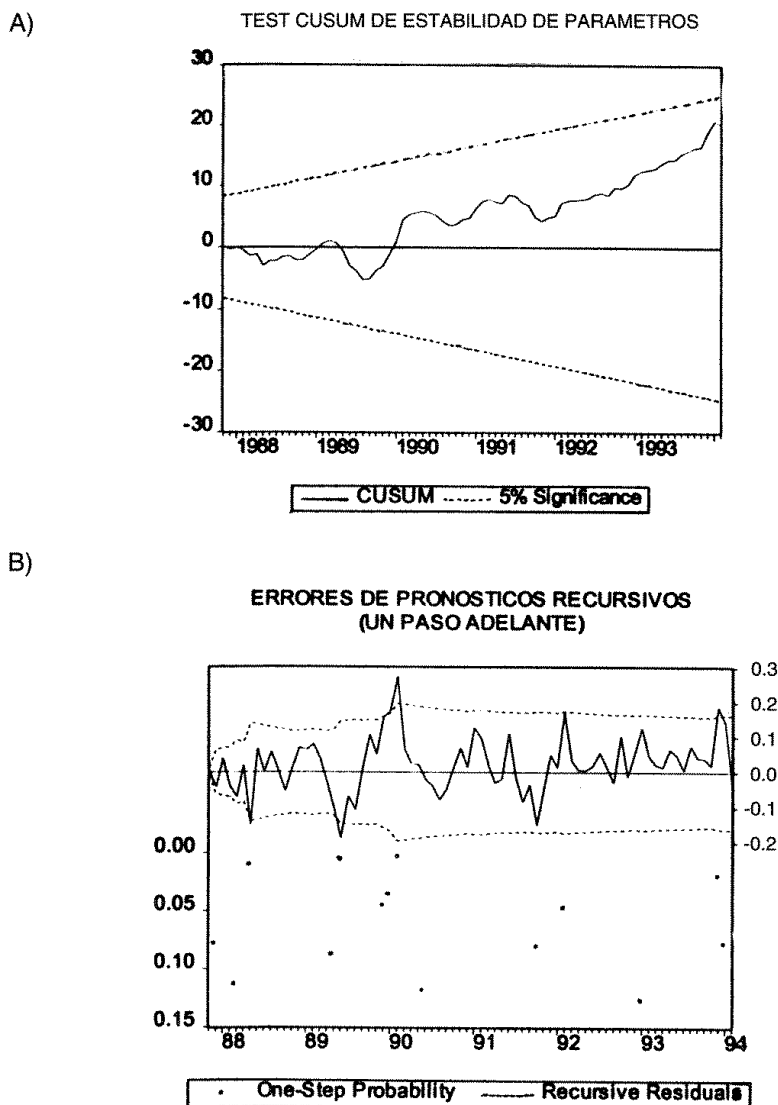 A)
TEST CUSUM DE ESTABILIDAD DE PARAMETROS
30
20
10
0
-10
-20
-30
1988 1989 1990 1991 1992 1993
CUSUM 5% Significance
B)
ERRORES DE PRONOSTICOS RECURSIVOS
(UN PASO ADELANTE)
0.3
0.2
0.1
0.0
-0.1
-0.2
0.00
0.05
0.10
0.15
88 89 90 91 92 93 94
One-Step Probability Recursive Residuals